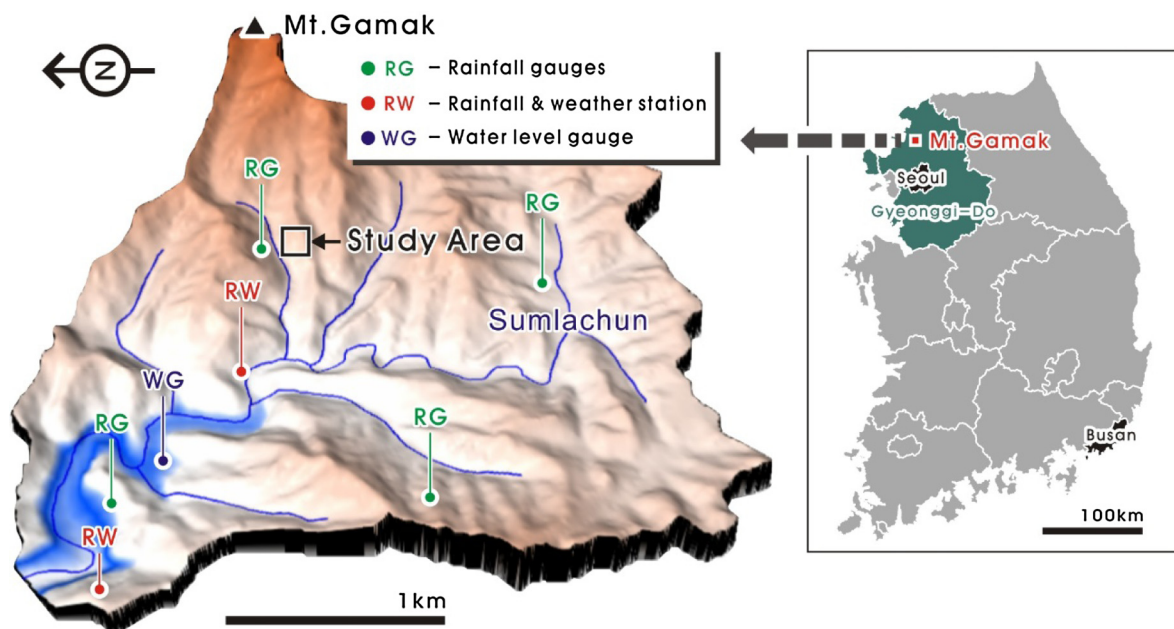 Mt.Gamak
N
RG – Rainfall gauges
RW – Rainfall & weather station
WG – Water level gauge
RG
RG
Study Area
RW
Sumlachun
WG
RG
RG
RW
1km
Mt.Gamak
Seoul
Gyeonggi-Do
Busan
100km